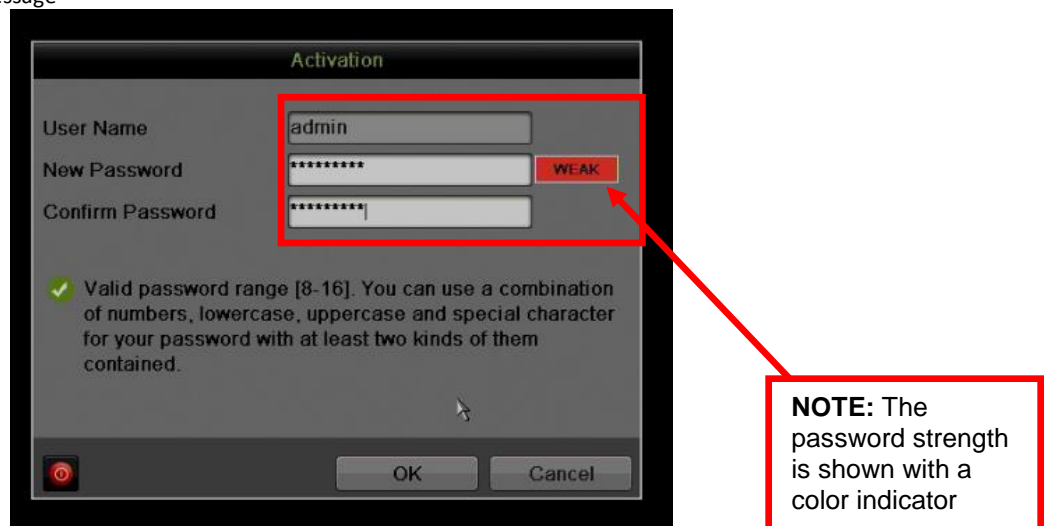 Activation
User Name admin
New Password ********* WEAK
Confirm Password *********
Valid password range [8-16]. You can use a combination
of numbers, lowercase, uppercase and special character
for your password with at least two kinds of them
contained.
OK Cancel
NOTE: The
password strength
is shown with a
color indicator